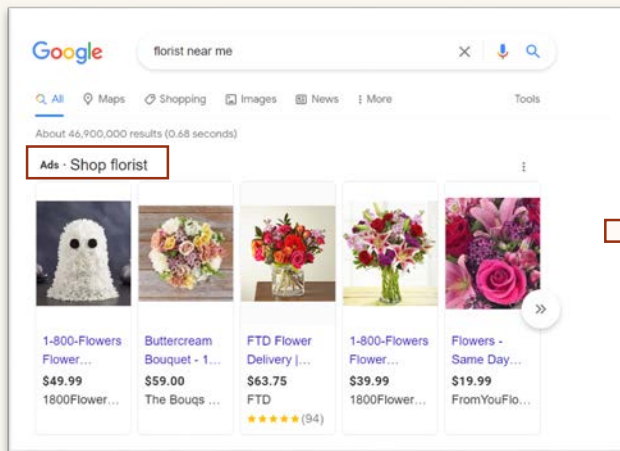 Google
florist near me
All Maps Shopping Images News More Tools
About 46,900,000 results (0.68 seconds)
Ads · Shop florist
1-800-Flowers
Flower...
$49.99
1800Flower...
Buttercream
Bouquet - 1...
$59.00
The Bouqs ...
FTD Flower
Delivery |...
$63.75
FTD
★★★★★(94)
1-800-Flowers
Flower...
$39.99
1800Flower...
Flowers -
Same Day...
$19.99
FromYouFlo...